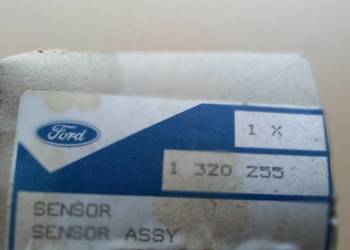 Ford
1 X
1 320 255
SENSOR
SENSOR ASSY